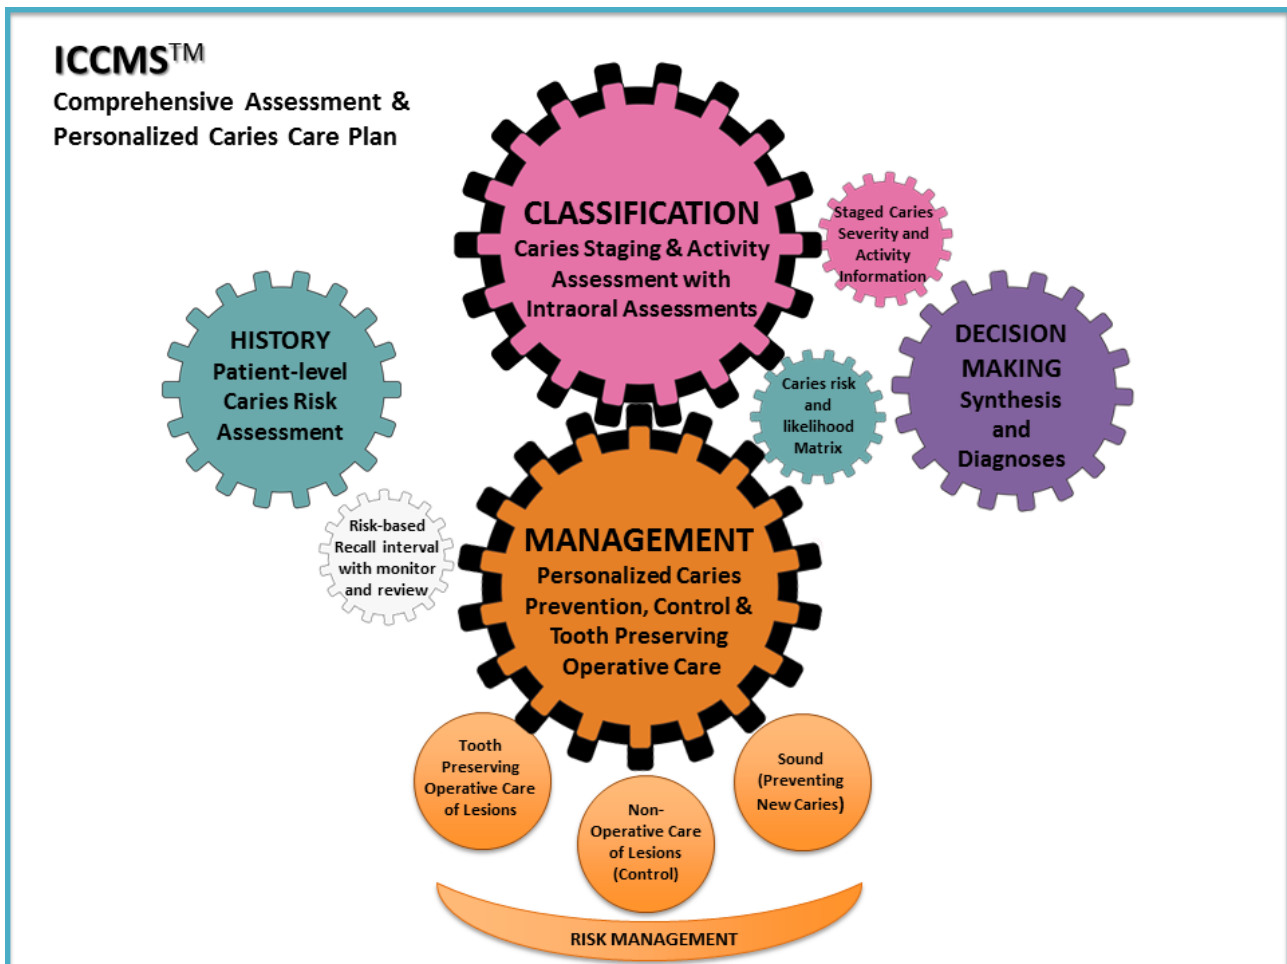 ICCMS™
Comprehensive Assessment &
Personalized Caries Care Plan
CLASSIFICATION
Caries Staging & Activity
Assessment with
Intraoral Assessments
Staged Caries
Severity and
Activity
Information
HISTORY
Patient-level
Caries Risk
Assessment
DECISION
MAKING
Synthesis
and
Diagnoses
Caries risk
and
likelihood
Matrix
Risk-based
Recall interval
with monitor
and review
MANAGEMENT
Personalized Caries
Prevention, Control &
Tooth Preserving
Operative Care
Tooth
Preserving
Operative Care
of Lesions
Non-
Operative Care
of Lesions
(Control)
Sound
(Preventing
New Caries)
RISK MANAGEMENT